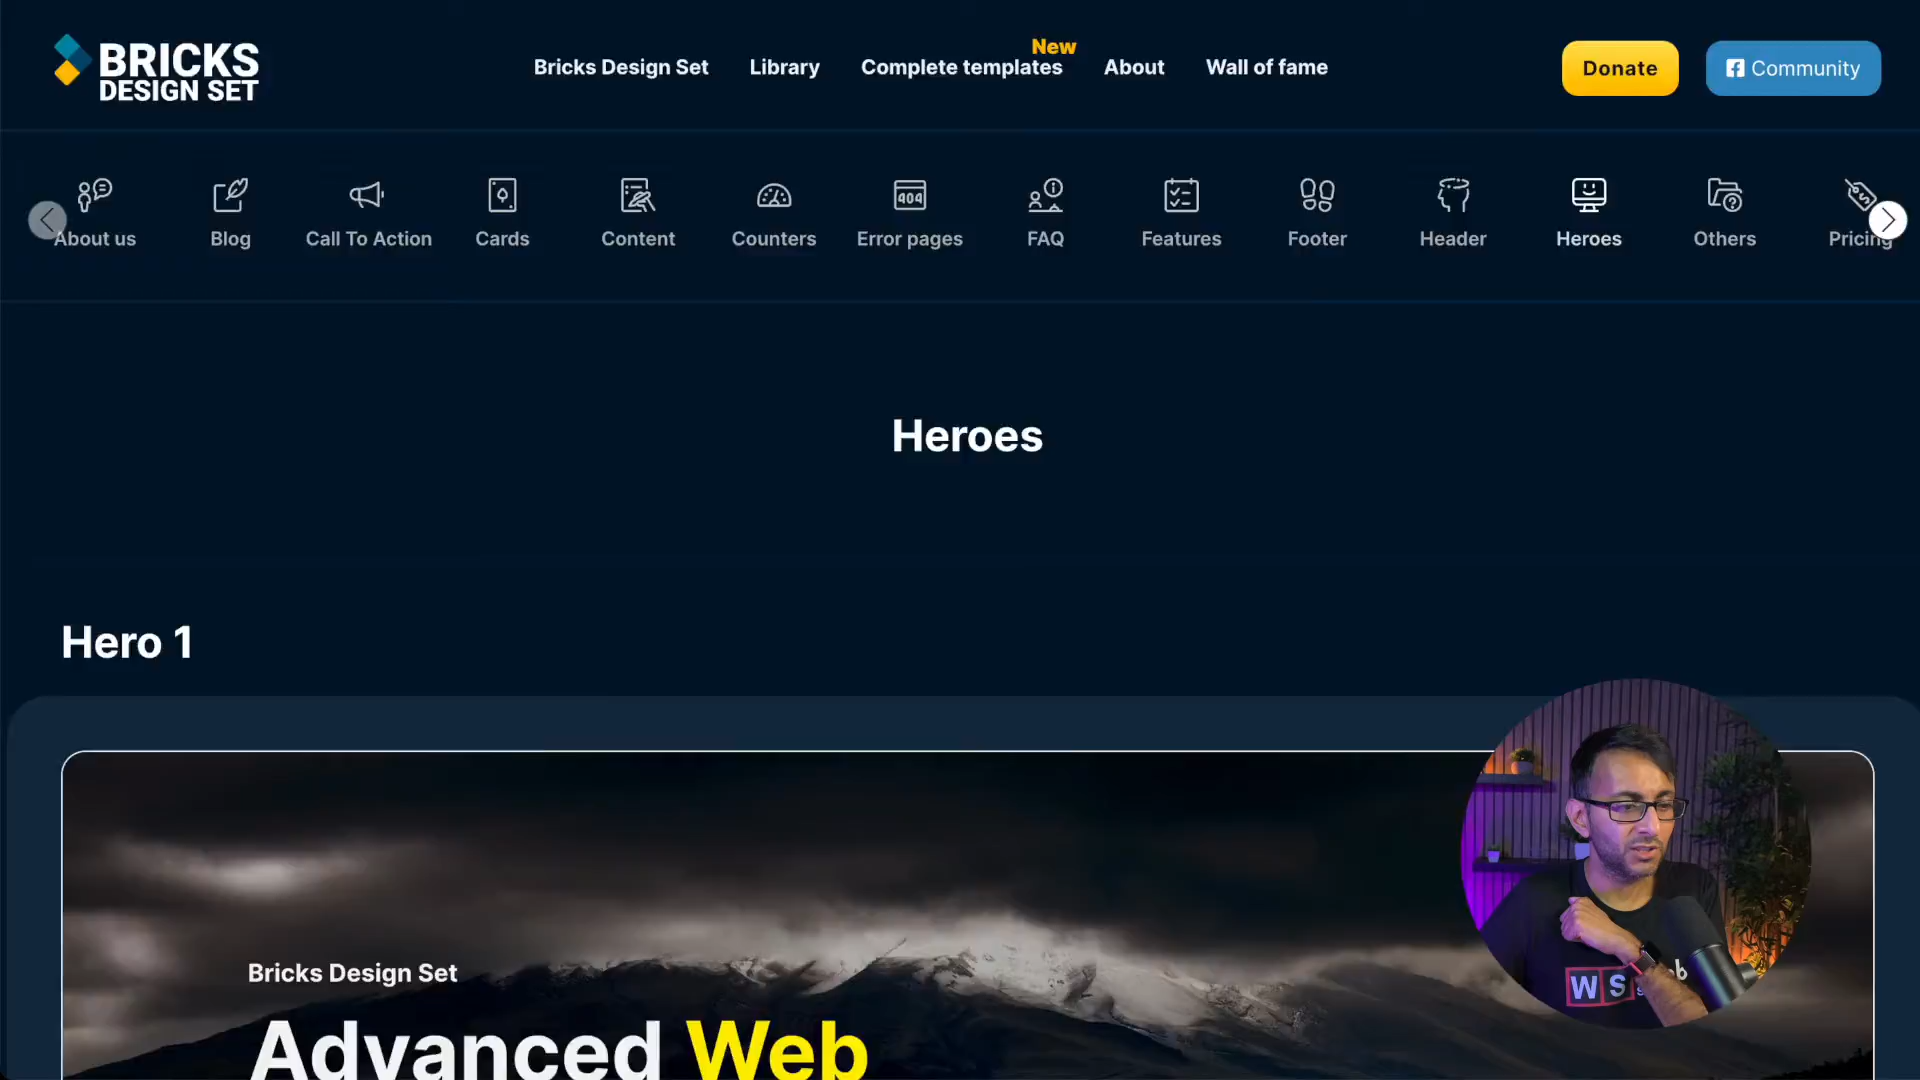 BRICKS
DESIGN SET
Bricks Design Set
Library
New
Complete templates
About
Wall of fame
Donate
Community
About us
Blog
Call To Action
Cards
Content
Counters
404
Error pages
FAQ
Features
Footer
Header
Heroes
Others
Pricing
Heroes
Hero 1
Bricks Design Set
Advanced Web
W S